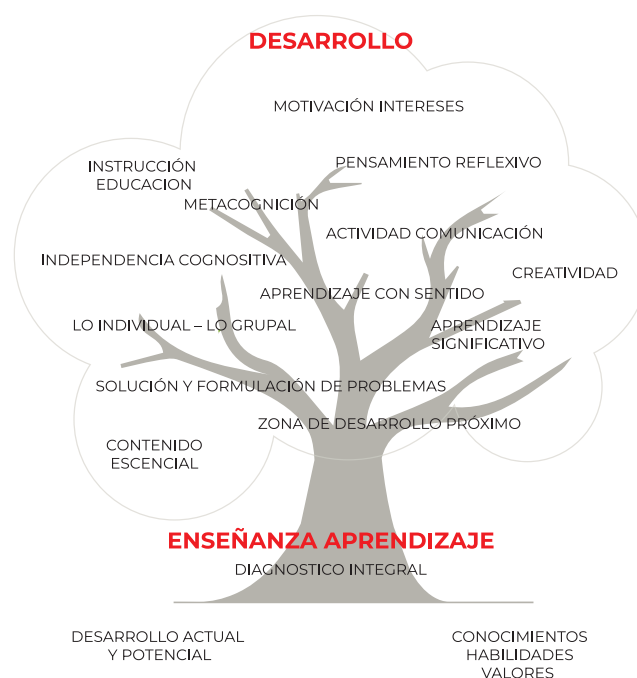 DESARROLLO
MOTIVACIÓN INTERESES
INSTRUCCIÓN
EDUCACION
PENSAMIENTO REFLEXIVO
METACOGNICIÓN
ACTIVIDAD COMUNICACIÓN
INDEPENDENCIA COGNOSITIVA
CREATIVIDAD
APRENDIZAJE CON SENTIDO
LO INDIVIDUAL – LO GRUPAL
APRENDIZAJE
SIGNIFICATIVO
SOLUCIÓN Y FORMULACIÓN DE PROBLEMAS
ZONA DE DESARROLLO PRÓXIMO
CONTENIDO
ESCENCIAL
ENSEÑANZA APRENDIZAJE
DIAGNOSTICO INTEGRAL
DESARROLLO ACTUAL
Y POTENCIAL
CONOCIMIENTOS
HABILIDADES
VALORES